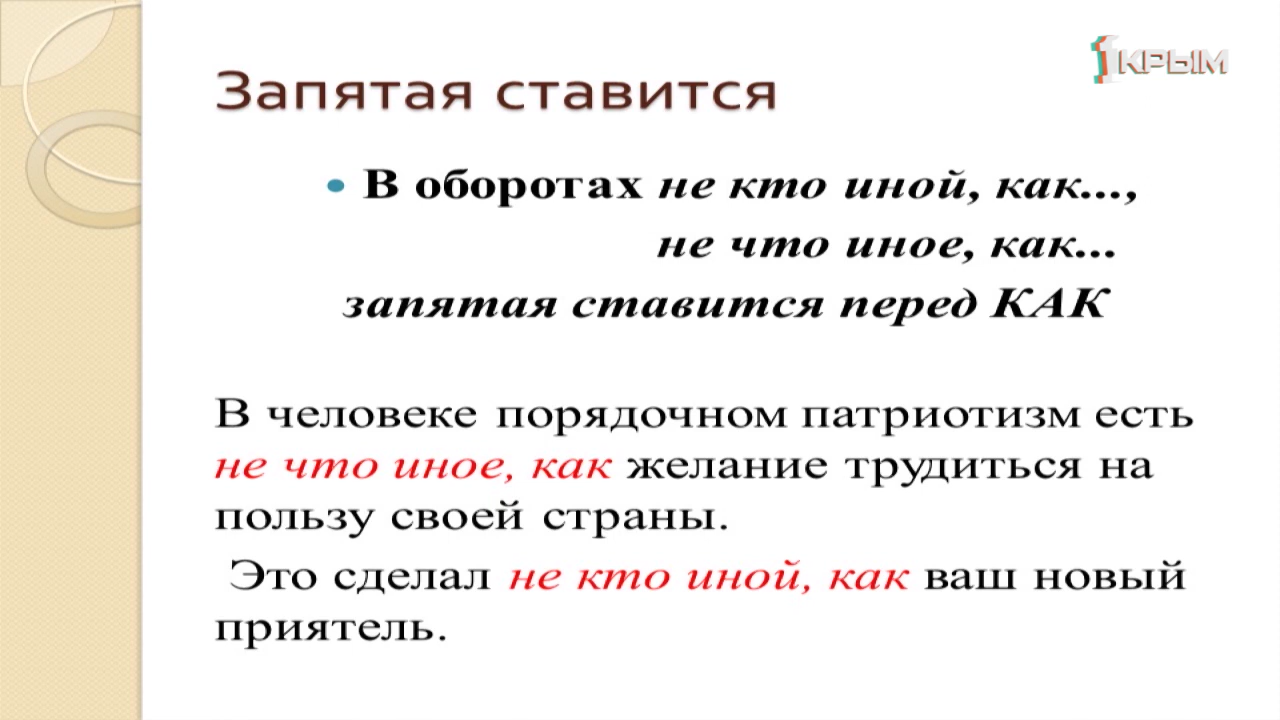 1КРЫМ
Запятая ставится
• В оборотах не кто иной, как...,
не что иное, как...
запятая ставится перед КАК
В человеке порядочном патриотизм есть
не что иное, как желание трудиться на
пользу своей страны.
Это сделал не кто иной, как ваш новый
приятель.